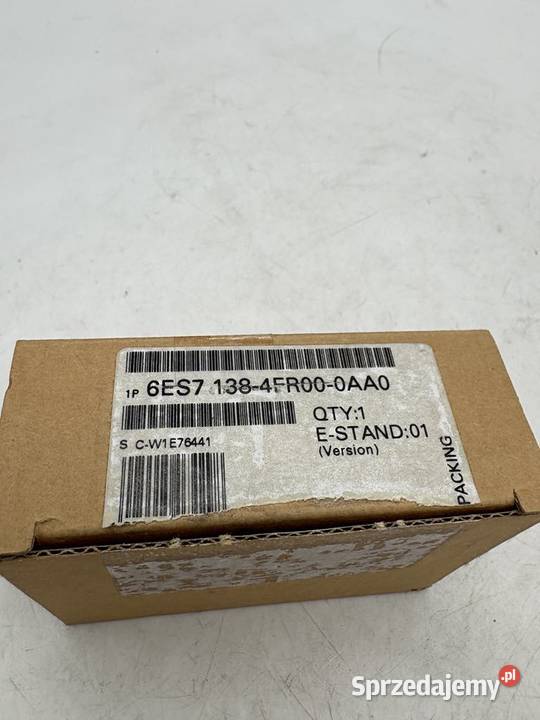 1P 6ES7 138-4FR00-0AA0
QTY:1
S C-W1E76441
E-STAND:01
(Version)
PACKING
Sprzedajemy.pl